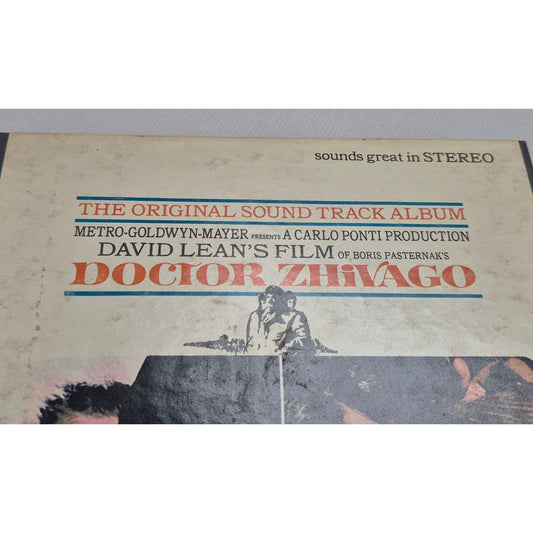 sounds great in STEREO
THE ORIGINAL SOUND TRACK ALBUM
METRO-GOLDWYN-MAYER PRESENTS A CARLO PONTI PRODUCTION
DAVID LEAN'S FILM OF BORIS PASTERNAK'S
DOCTOR ZHiVAGO